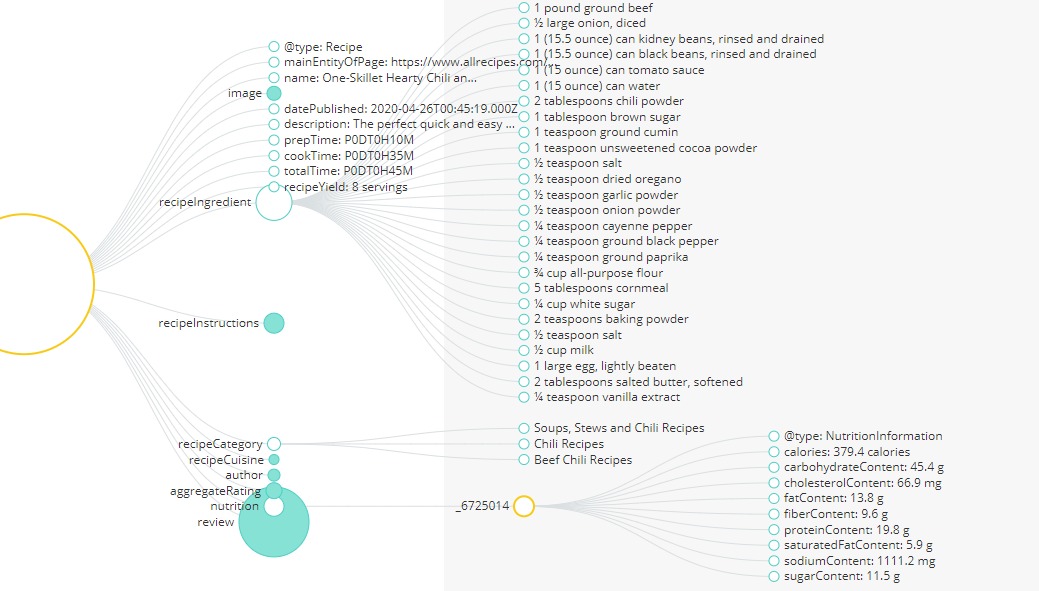 @type: Recipe
mainEntityOfPage: https://www.allrecipes.com/...
name: One-Skillet Hearty Chili an...
image
datePublished: 2020-04-26T00:45:19.000Z
description: The perfect quick and easy ...
prepTime: P0DT0H10M
cookTime: P0DT0H35M
totalTime: P0DT0H45M
recipeYield: 8 servings
recipeIngredient
1 pound ground beef
½ large onion, diced
1 (15.5 ounce) can kidney beans, rinsed and drained
1 (15.5 ounce) can black beans, rinsed and drained
1 (15 ounce) can tomato sauce
1 (15 ounce) can water
2 tablespoons chili powder
1 tablespoon brown sugar
1 teaspoon ground cumin
1 teaspoon unsweetened cocoa powder
½ teaspoon salt
½ teaspoon dried oregano
½ teaspoon garlic powder
½ teaspoon onion powder
¼ teaspoon cayenne pepper
¼ teaspoon ground black pepper
¼ teaspoon ground paprika
¾ cup all-purpose flour
5 tablespoons cornmeal
¼ cup white sugar
2 teaspoons baking powder
½ teaspoon salt
½ cup milk
1 large egg, lightly beaten
2 tablespoons salted butter, softened
¼ teaspoon vanilla extract
recipeInstructions
recipeCategory
Soups, Stews and Chili Recipes
Chili Recipes
Beef Chili Recipes
recipeCuisine
author
aggregateRating
nutrition
_6725014
@type: NutritionInformation
calories: 379.4 calories
carbohydrateContent: 45.4 g
cholesterolContent: 66.9 mg
fatContent: 13.8 g
fiberContent: 9.6 g
proteinContent: 19.8 g
saturatedFatContent: 5.9 g
sodiumContent: 1111.2 mg
sugarContent: 11.5 g
review